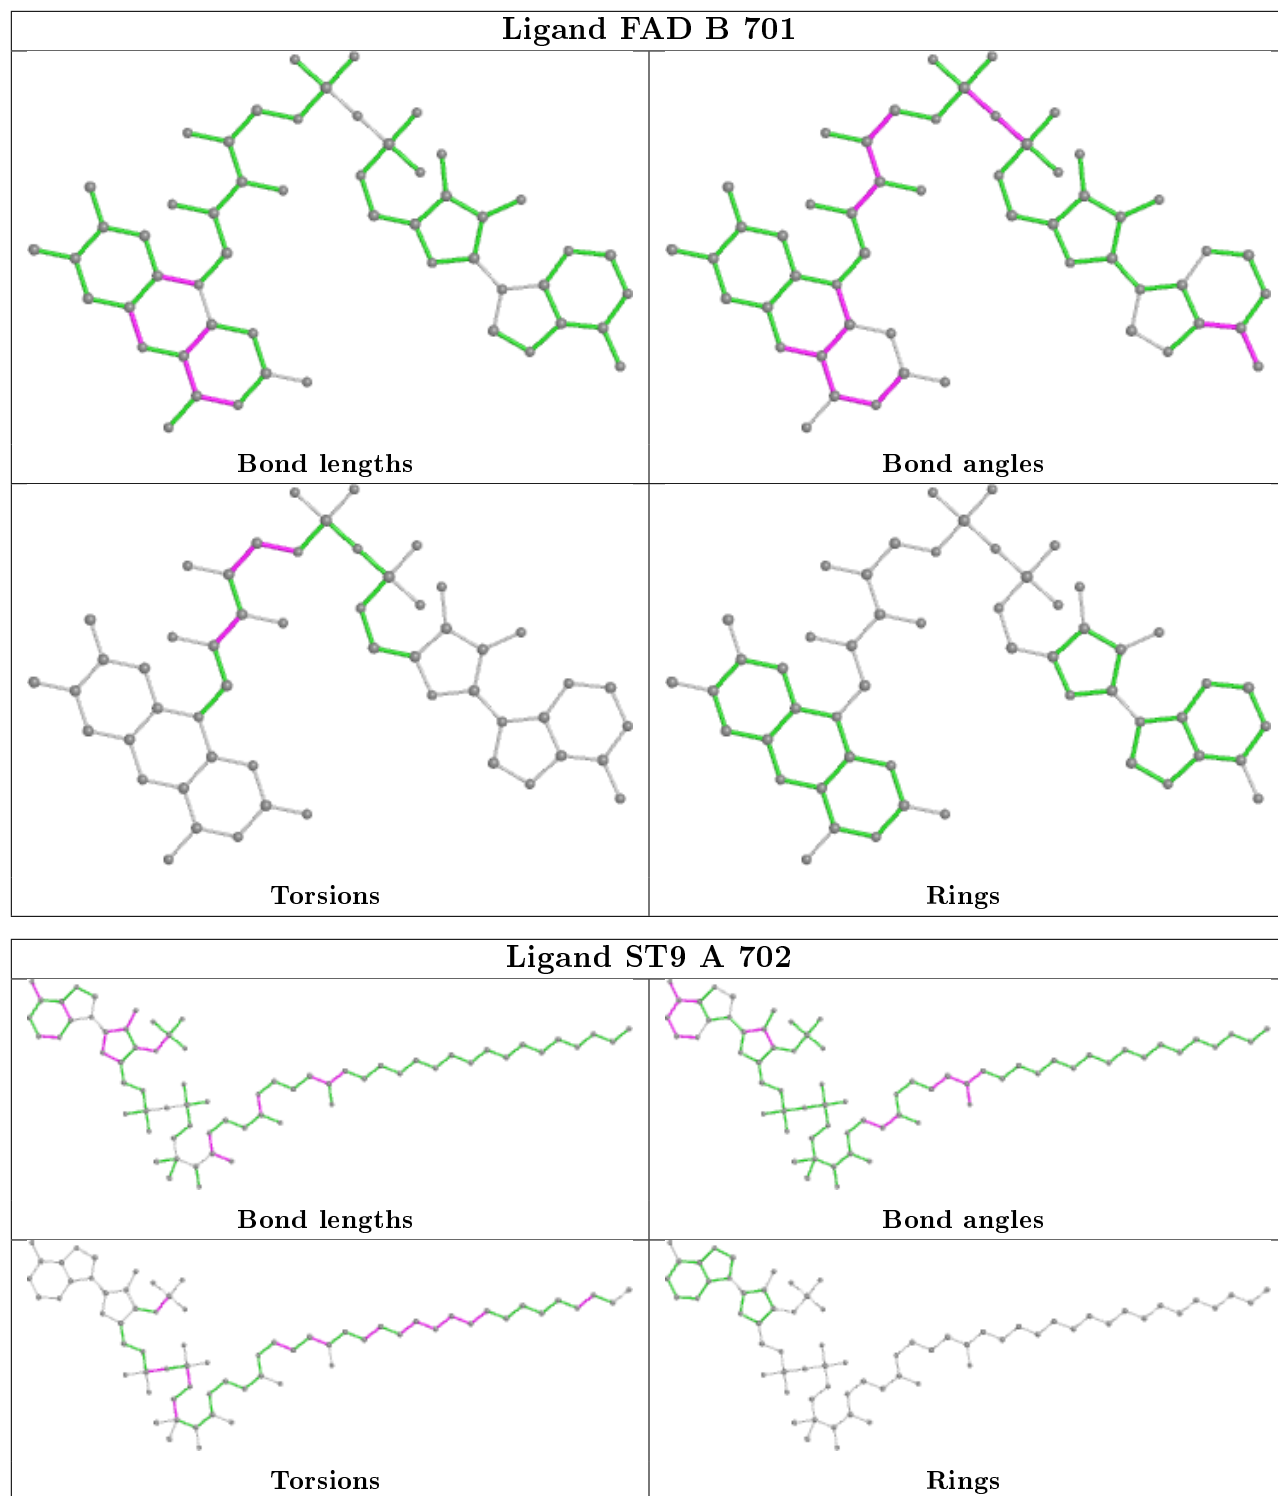 Ligand FAD B 701
Bond lengths
Bond angles
Torsions
Rings
Ligand ST9 A 702
Bond lengths
Bond angles
Torsions
Rings